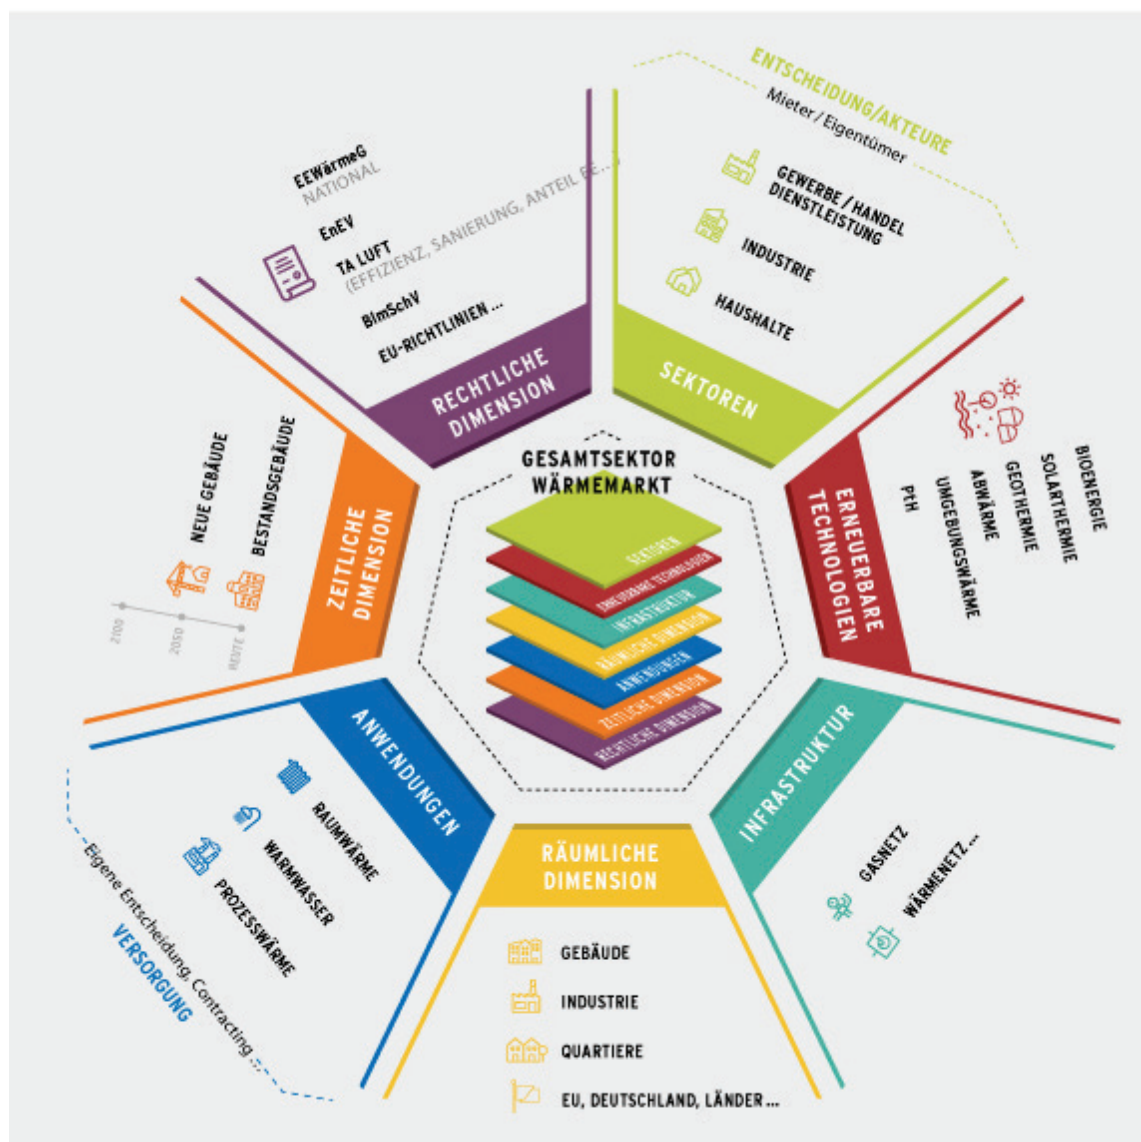 ENTSCHEIDUNG/AKTEURE
Mieter / Eigentümer
GEWERBE / HANDEL
DIENSTLEISTUNG
INDUSTRIE
HAUSHALTE
SEKTOREN
BIOENERGIE
SOLARTHERMIE
GEOTHERMIE
ABWÄRME
UMGEBUNGSWÄRME
PtH
ERNEUERBARE
TECHNOLOGIEN
INFRASTRUKTUR
GASNETZ
WÄRMENETZ ...
RÄUMLICHE
DIMENSION
GEBÄUDE
INDUSTRIE
QUARTIERE
EU, DEUTSCHLAND, LÄNDER ...
ANWENDUNGEN
RAUMWÄRME
WARMWASSER
PROZESSWÄRME
Eigene Entscheidung, Contracting ...
VERSORGUNG
ZEITLICHE
DIMENSION
NEUE GEBÄUDE
BESTANDSGEBÄUDE
2100
2050
HEUTE
RECHTLICHE
DIMENSION
EEWärmeG
NATIONAL
EnEV
TA LUFT
(EFFIZIENZ, SANIERUNG, ANTEIL EE...)
BImSchV
EU-RICHTLINIEN ...
GESAMTSEKTOR
WÄRMEMARKT
SEKTOREN
ERNEUERBARE TECHNOLOGIEN
INFRASTRUKTUR
RÄUMLICHE DIMENSION
ANWENDUNGEN
ZEITLICHE DIMENSION
RECHTLICHE DIMENSION